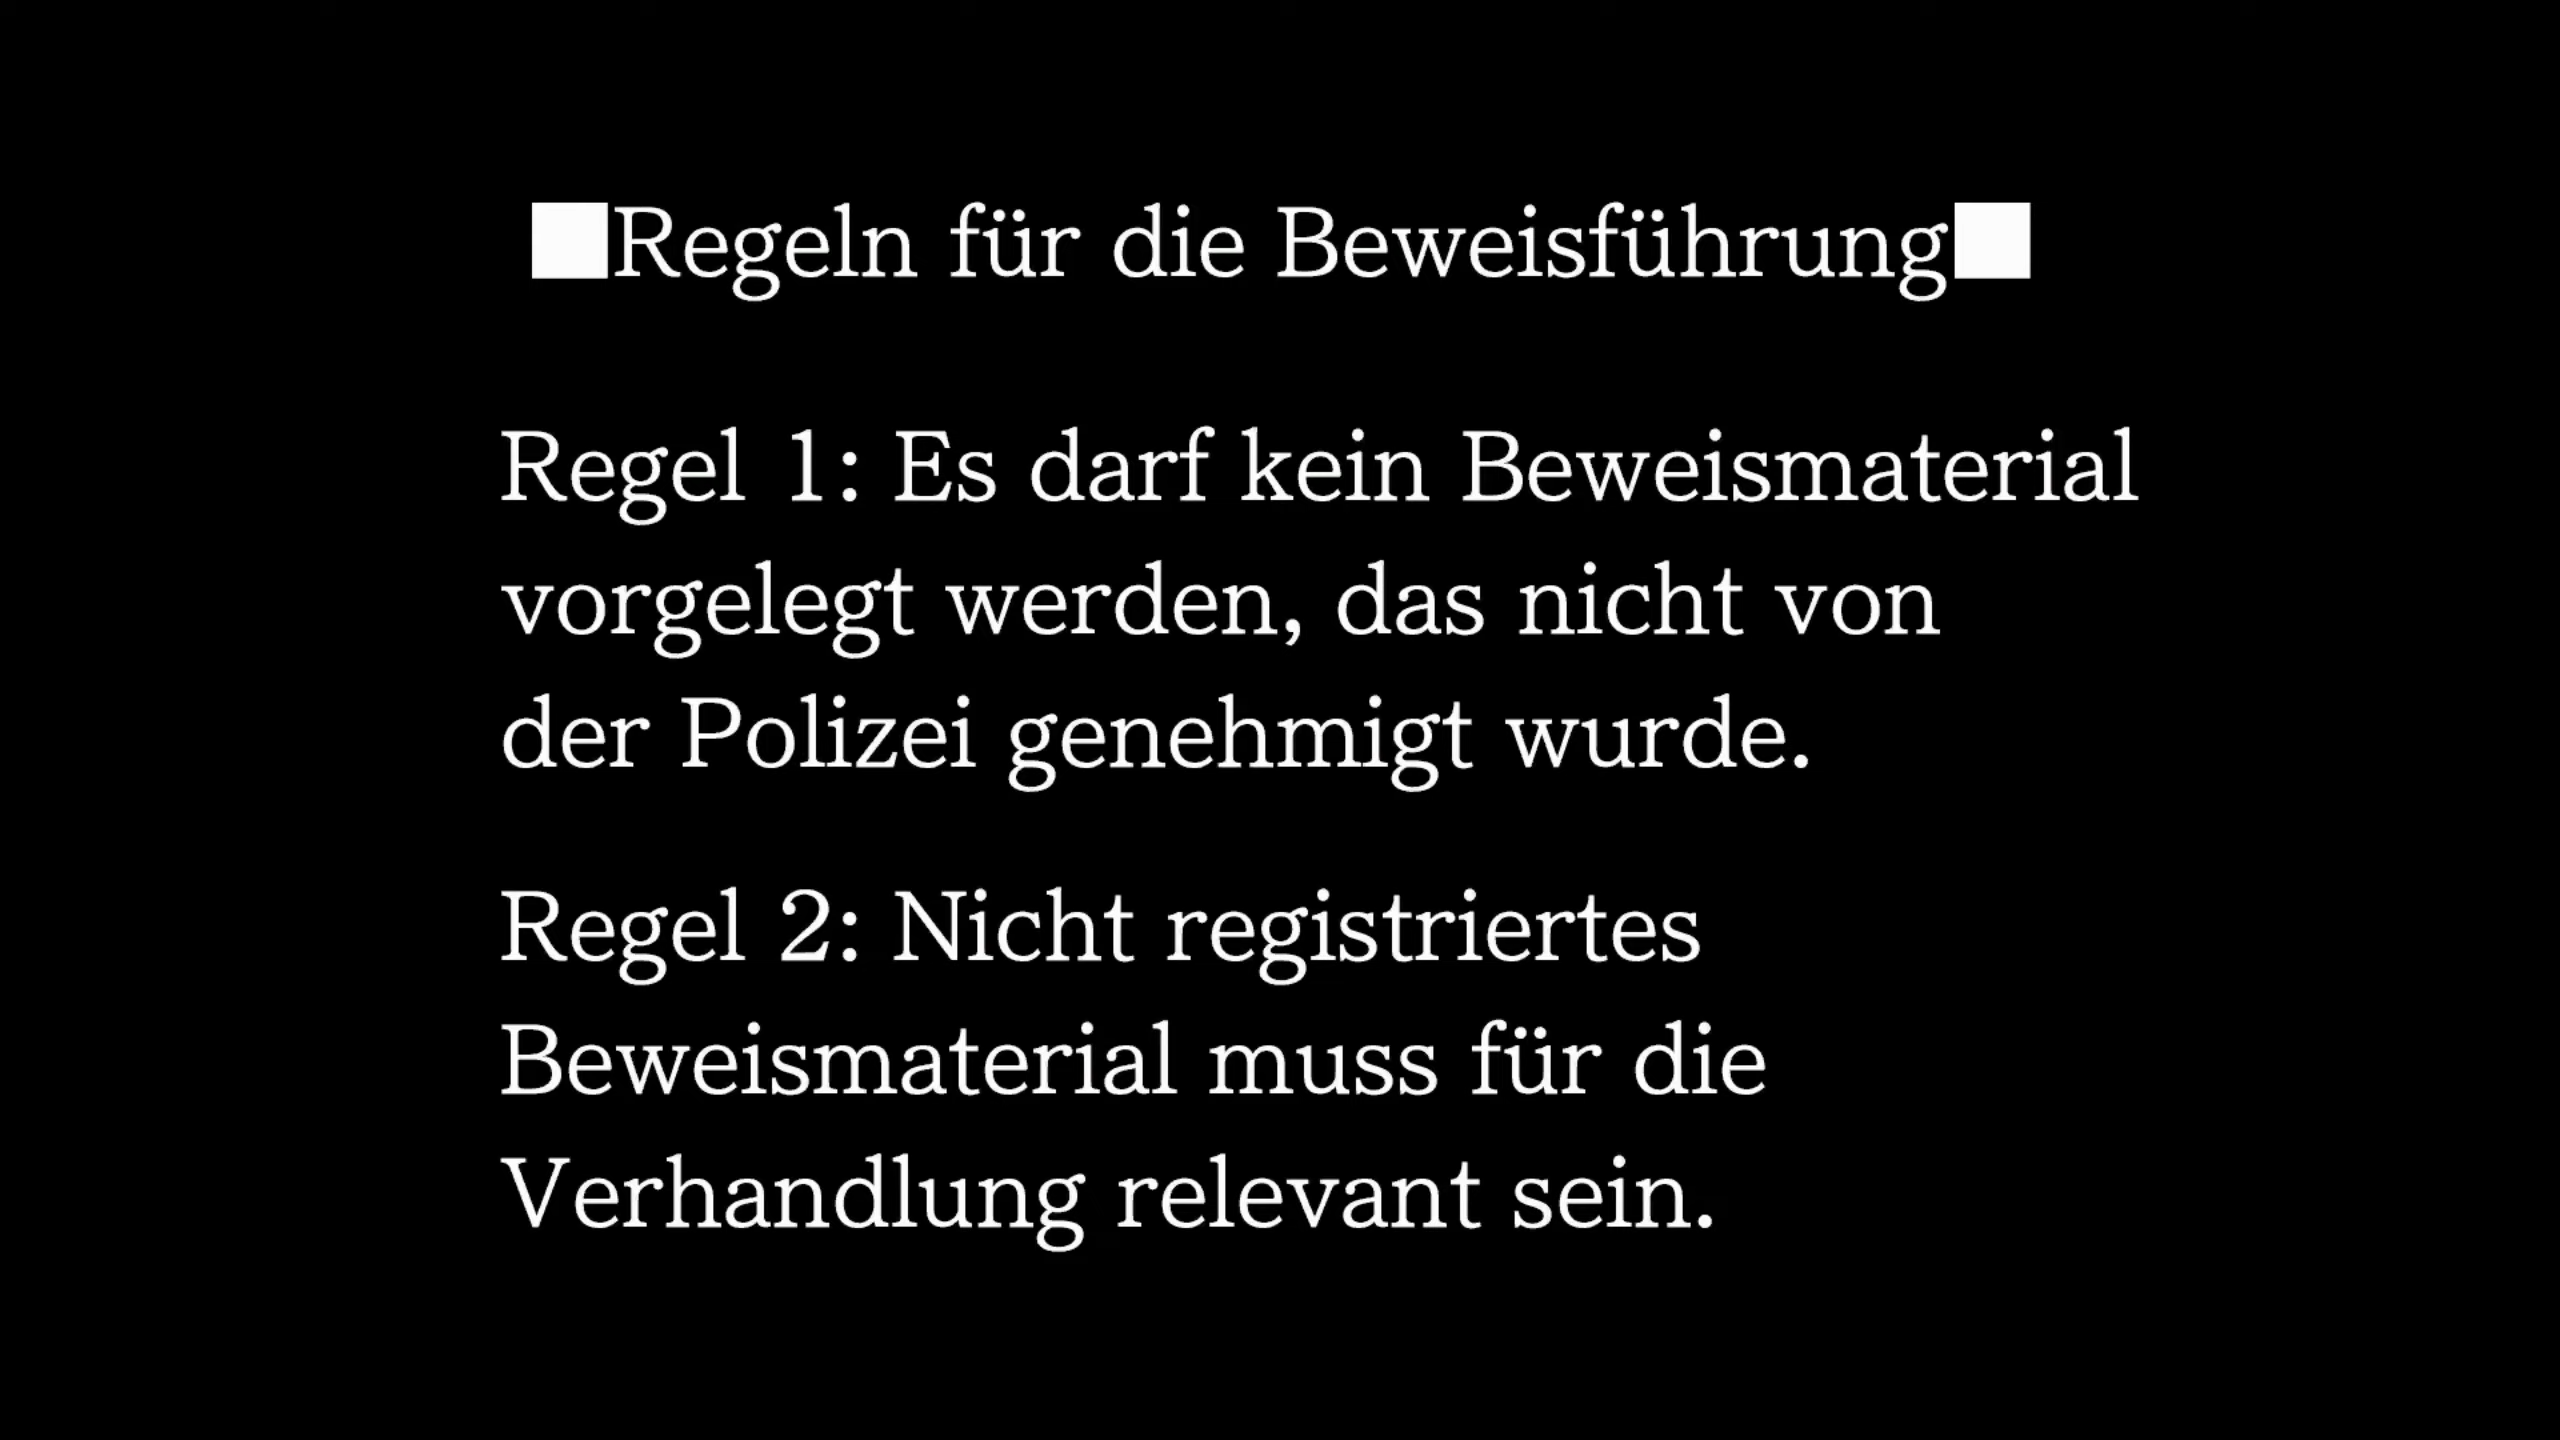 ■Regeln für die Beweisführung■
Regel 1: Es darf kein Beweismaterial
vorgelegt werden, das nicht von
der Polizei genehmigt wurde.
Regel 2: Nicht registriertes
Beweismaterial muss für die
Verhandlung relevant sein.